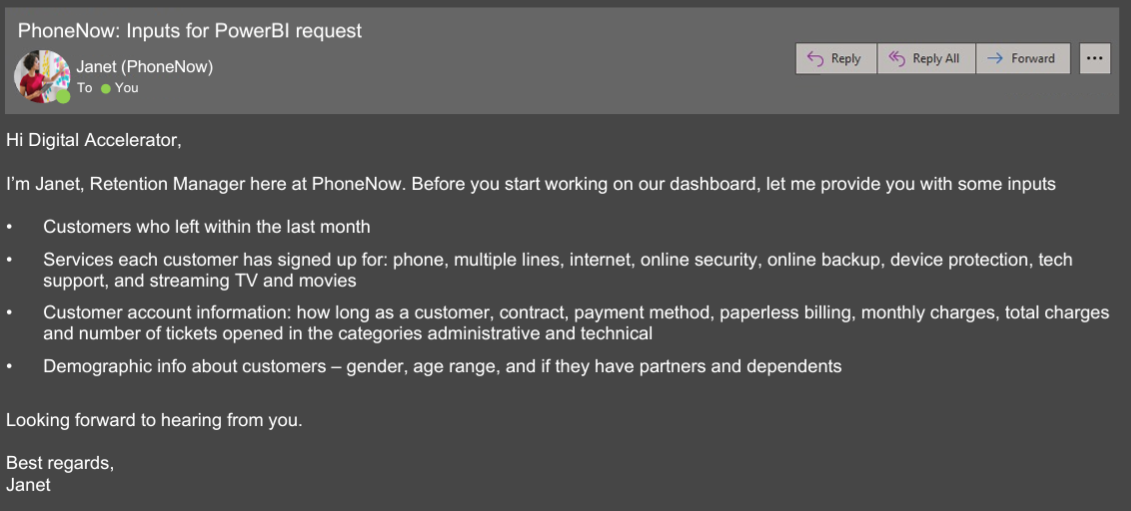 PhoneNow: Inputs for PowerBI request
Janet (PhoneNow)
To You
Reply
Reply All
Forward
Hi Digital Accelerator,
I'm Janet, Retention Manager here at PhoneNow. Before you start working on our dashboard, let me provide you with some inputs
• Customers who left within the last month
• Services each customer has signed up for: phone, multiple lines, internet, online security, online backup, device protection, tech
support, and streaming TV and movies
• Customer account information: how long as a customer, contract, payment method, paperless billing, monthly charges, total charges
and number of tickets opened in the categories administrative and technical
• Demographic info about customers – gender, age range, and if they have partners and dependents
Looking forward to hearing from you.
Best regards,
Janet